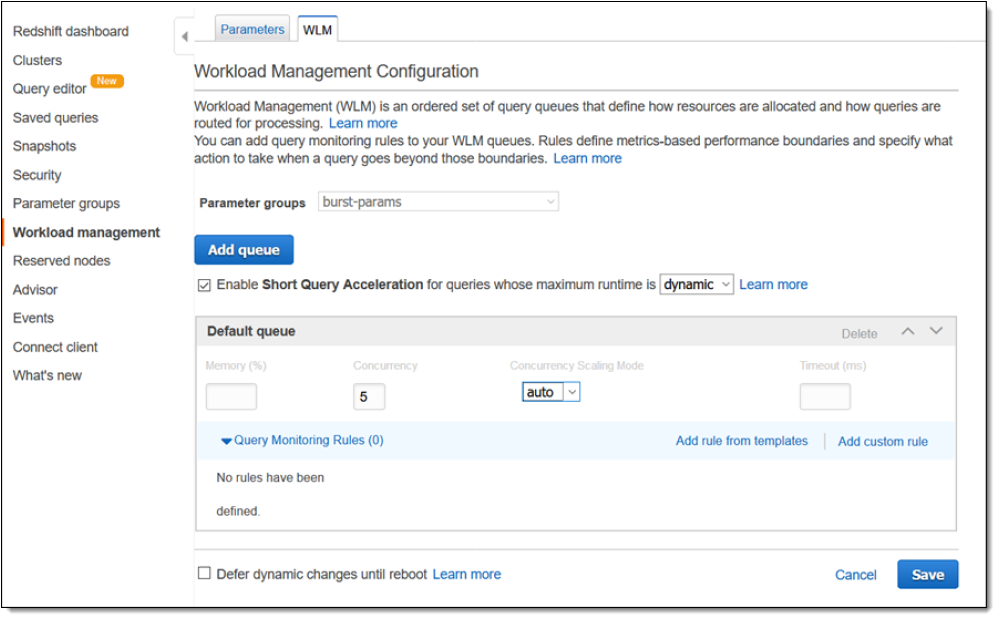 Redshift dashboard
Clusters
Query editor New
Saved queries
Snapshots
Security
Parameter groups
Workload management
Reserved nodes
Advisor
Events
Connect client
What's new
Parameters WLM
Workload Management Configuration
Workload Management (WLM) is an ordered set of query queues that define how resources are allocated and how queries are
routed for processing. Learn more
You can add query monitoring rules to your WLM queues. Rules define metrics-based performance boundaries and specify what
action to take when a query goes beyond those boundaries. Learn more
Parameter groups burst-params
Add queue
Enable Short Query Acceleration for queries whose maximum runtime is dynamic Learn more
Default queue Delete
Memory (%) Concurrency Concurrency Scaling Mode Timeout (ms)
5 auto
Query Monitoring Rules (0) Add rule from templates Add custom rule
No rules have been
defined.
Defer dynamic changes until reboot Learn more Cancel Save